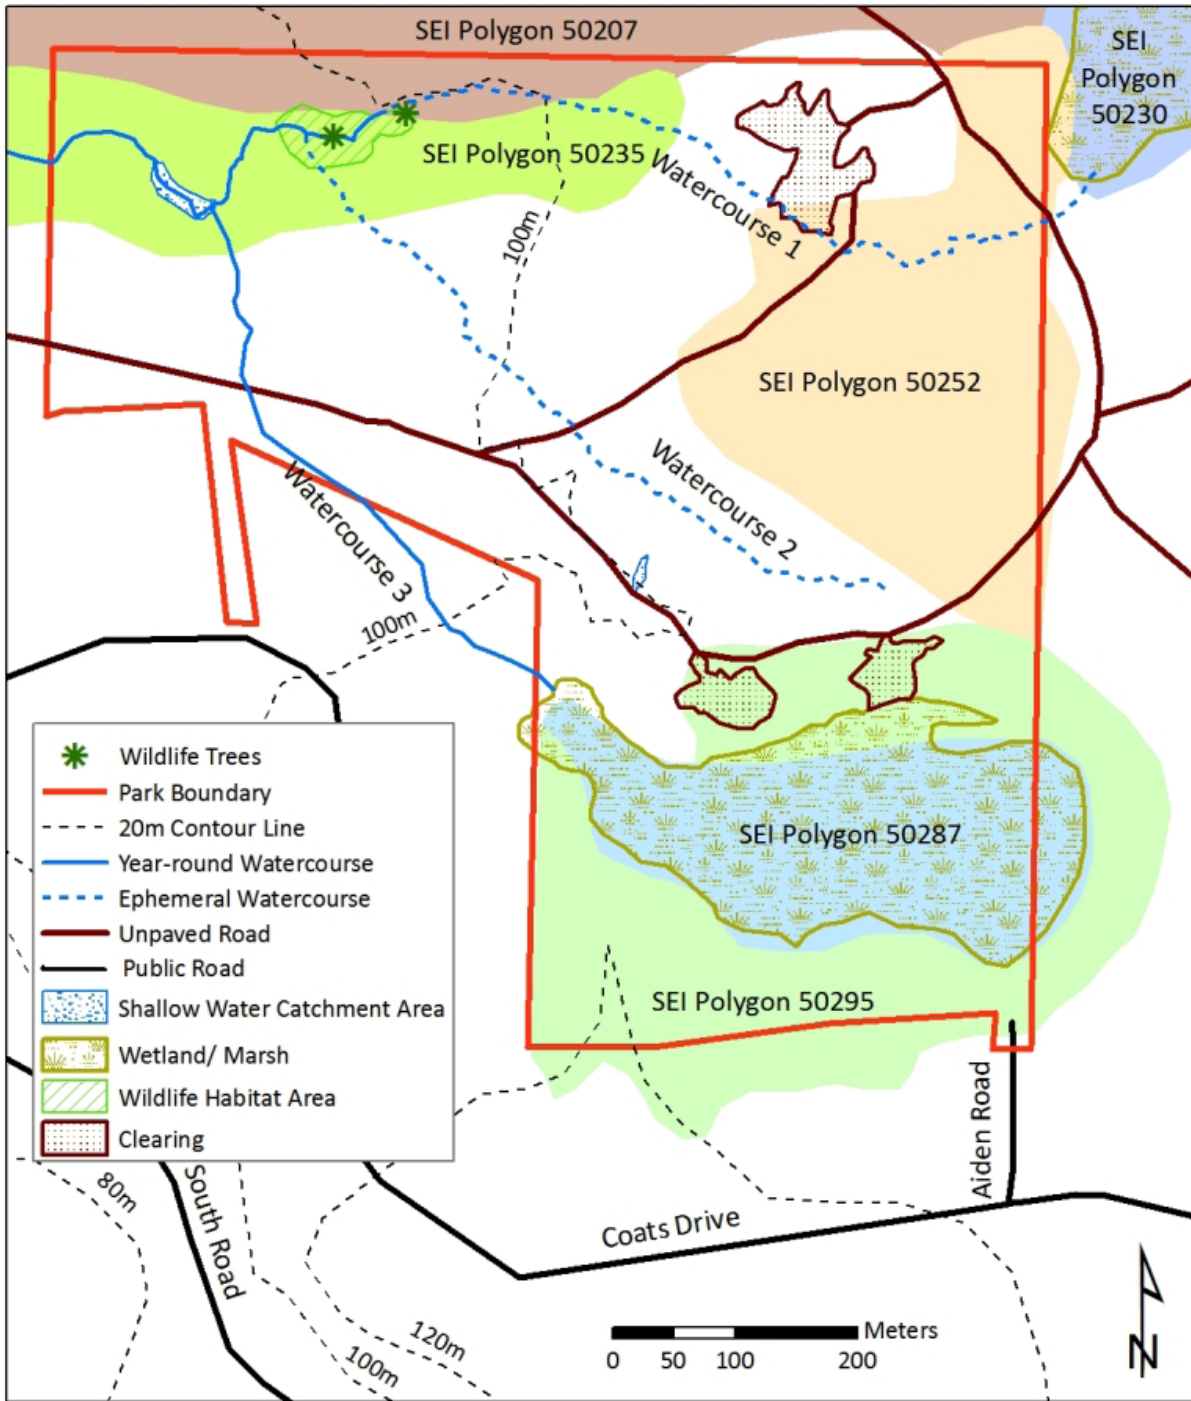 SEI Polygon 50207
SEI
Polygon
50230
SEI Polygon 50235
Watercourse 1
100m
SEI Polygon 50252
Watercourse 2
Watercourse 3
100m
Wildlife Trees
Park Boundary
20m Contour Line
Year-round Watercourse
Ephemeral Watercourse
Unpaved Road
Public Road
Shallow Water Catchment Area
Wetland/ Marsh
Wildlife Habitat Area
Clearing
SEI Polygon 50287
SEI Polygon 50295
Aiden Road
80m
South Road
Coats Drive
120m
100m
Meters
0 50 100 200
N